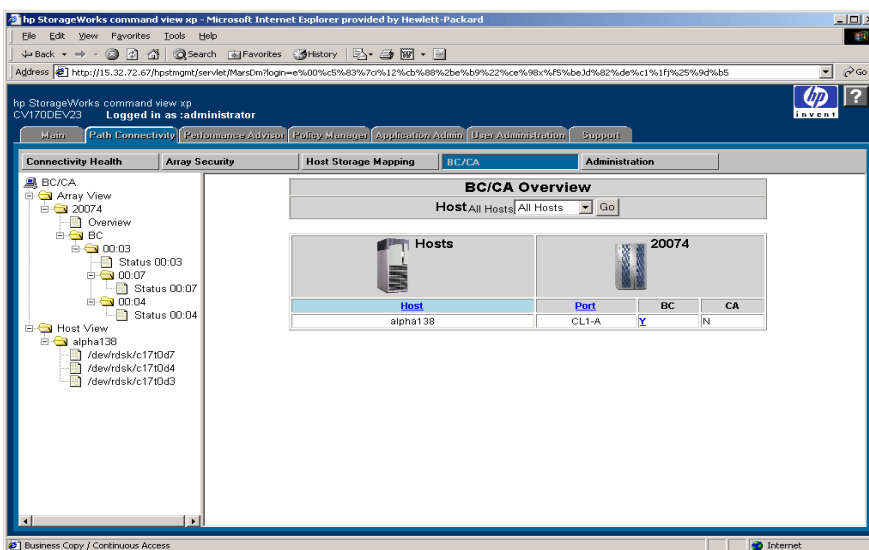 hp StorageWorks command view xp - Microsoft Internet Explorer provided by Hewlett-Packard
File Edit View Favorites Tools Help
Back Search Favorites History
Address http://15.32.72.67/hpstmgmt/servlet/MarsDm?login= Go
hp StorageWorks command view xp
CV170DEV23 Logged in as :administrator
hp
invent
?
Main Path Connectivity Performance Advisor Policy Manager Application Admin User Administration Support
Connectivity Health Array Security Host Storage Mapping BC/CA Administration
BC/CA
Array View
20074
Overview
BC
00:03
Status 00:03
00:07
Status 00:07
00:04
Status 00:04
Host View
alpha138
/dev/rdsk/c17t0d7
/dev/rdsk/c17t0d4
/dev/rdsk/c17t0d3
BC/CA Overview
Host All Hosts All Hosts Go
Hosts 20074
Host Port BC CA
alpha138 CL1-A Y N
Business Copy / Continuous Access Internet